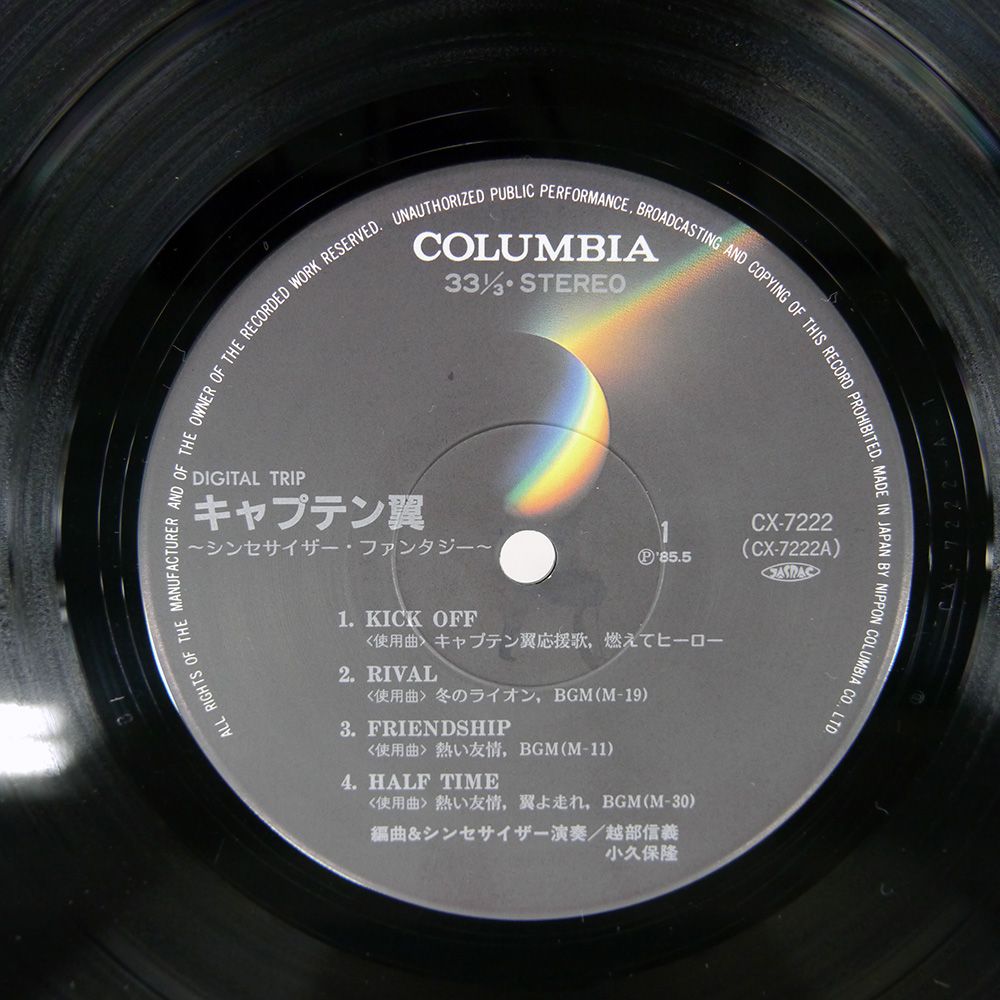 ALL RIGHTS OF THE MANUFACTURER AND OF THE OWNER OF THE RECORDED WORK RESERVED. UNAUTHORIZED PUBLIC PERFORMANCE, BROADCASTING AND COPYING OF THIS RECORD PROHIBITED. MADE IN JAPAN BY NIPPON COLUMBIA CO., LTD
COLUMBIA
33⅓・STEREO
DIGITAL TRIP
キャプテン翼
〜シンセサイザー・ファンタジー〜
1
Ⓟ'85.5
CX-7222
(CX-7222A)
JASRAC
1. KICK OFF
〈使用曲〉キャプテン翼応援歌, 燃えてヒーロー
2. RIVAL
〈使用曲〉冬のライオン, BGM(M-19)
3. FRIENDSHIP
〈使用曲〉熱い友情, BGM(M-11)
4. HALF TIME
〈使用曲〉熱い友情, 翼よ走れ, BGM(M-30)
編曲&シンセサイザー演奏／越部信義
小久保隆
CX-7222-A-1